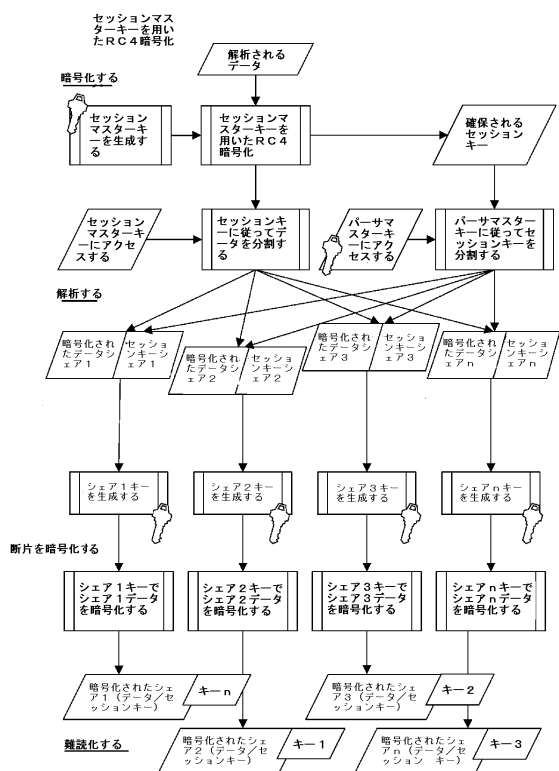 セッションマス
ターキーを用い
たＲＣ４暗号化
解析される
データ
暗号化する
セッション
マスターキ
ーを生成す
る
セッションマ
スターキーを
用いたＲＣ４
暗号化
確保される
セッション
キー
セッション
マスターキ
ーにアクセ
スする
セッションキ
ーに従ってデ
ータを分割す
る
パーサマス
ターキーに
アクセスす
る
パーサマスター
キーに従ってセ
ッションキーを
分割する
解析する
暗号化され
たデータシ
ェア１
セッショ
ンキーシ
ェア１
暗号化され
たデータシ
ェア２
セッショ
ンキーシ
ェア２
暗号化され
たデータシ
ェア３
セッショ
ンキーシ
ェア３
暗号化され
たデータシ
ェアｎ
セッショ
ンキーシ
ェアｎ
シェア１キー
を生成する
シェア２キー
を生成する
シェア３キー
を生成する
シェアｎキー
を生成する
断片を暗号化する
シェア１キーで
シェア１データ
を暗号化する
シェア２キーで
シェア２データ
を暗号化する
シェア３キーで
シェア３データ
を暗号化する
シェアｎキーで
シェアｎデータ
を暗号化する
暗号化されたシェ
ア１（データ／セ
ッションキー）
キーｎ
暗号化されたシェ
ア３（データ／セ
ッションキー）
キー２
難読化する
暗号化されたシェ
ア２（データ／セ
ッションキー）
キー１
暗号化されたシェ
アｎ（データ／セ
ッション　キー）
キー３